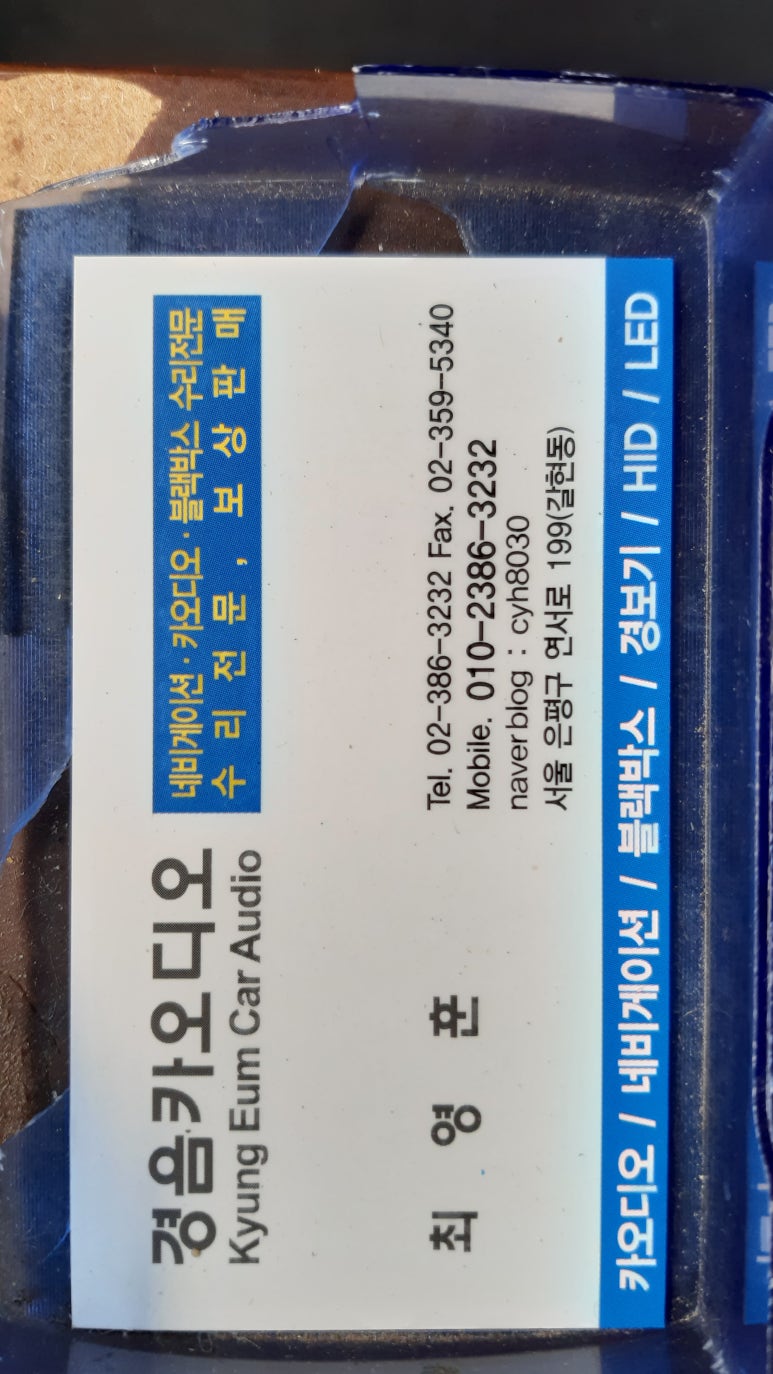 경음카오디오
Kyung Eum Car Audio
네비게이션 · 카오디오 · 블랙박스 수리전문
수 리 전 문 , 보 상 판 매
최 영 훈
Tel. 02-386-3232 Fax. 02-359-5340
Mobile. 010-2386-3232
naver blog : cyh8030
서울 은평구 연서로 199(갈현동)
카오디오 / 네비게이션 / 블랙박스 / 경보기 / HID / LED